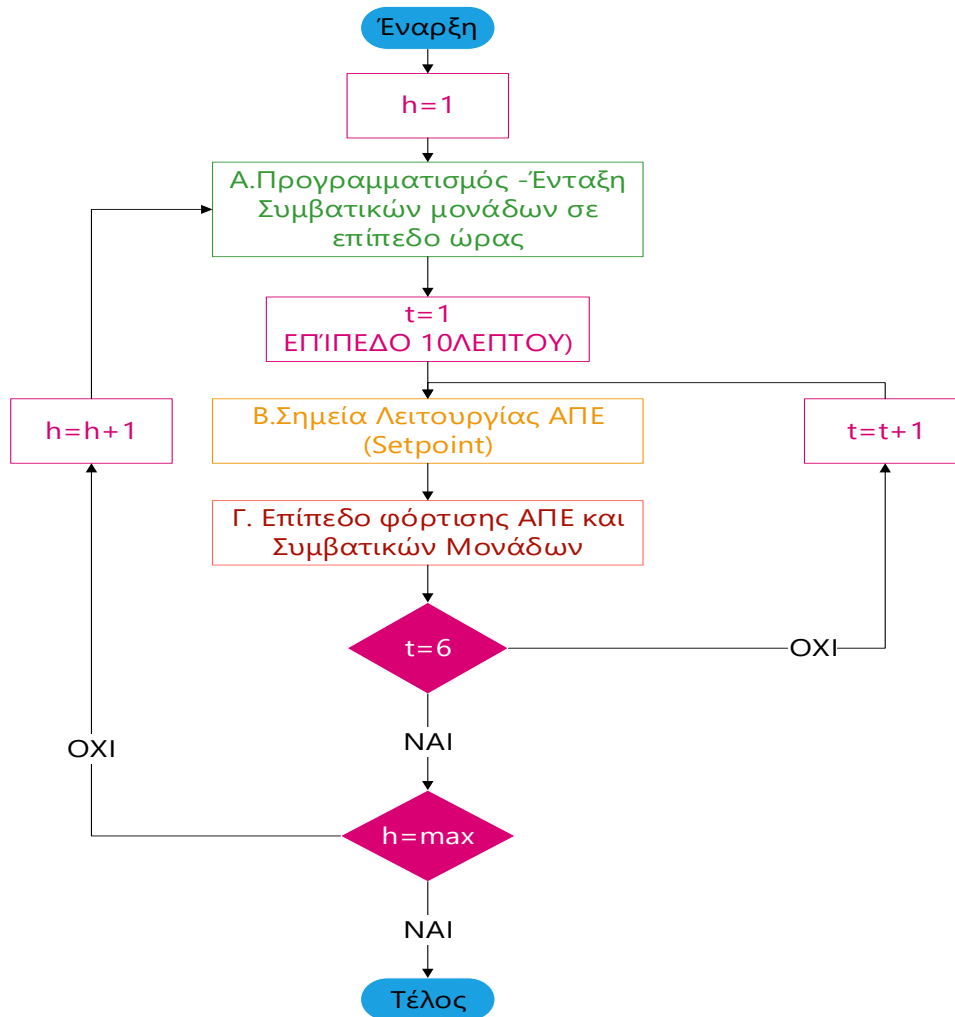 Έναρξη
h=1
Α.Προγραμματισμός -Ένταξη
Συμβατικών μονάδων σε
επίπεδο ώρας
t=1
ΕΠΊΙΠΕΔΟ 10ΛΕΠΤΟΥ)
h=h+1
Β.Σημεία Λειτουργίας ΑΠΕ
(Setpoint)
t=t+1
Γ. Επίπεδο φόρτισης ΑΠΕ και
Συμβατικών Μονάδων
t=6
ΟΧΙ
ΝΑΙ
ΟΧΙ
h=max
ΝΑΙ
Τέλος